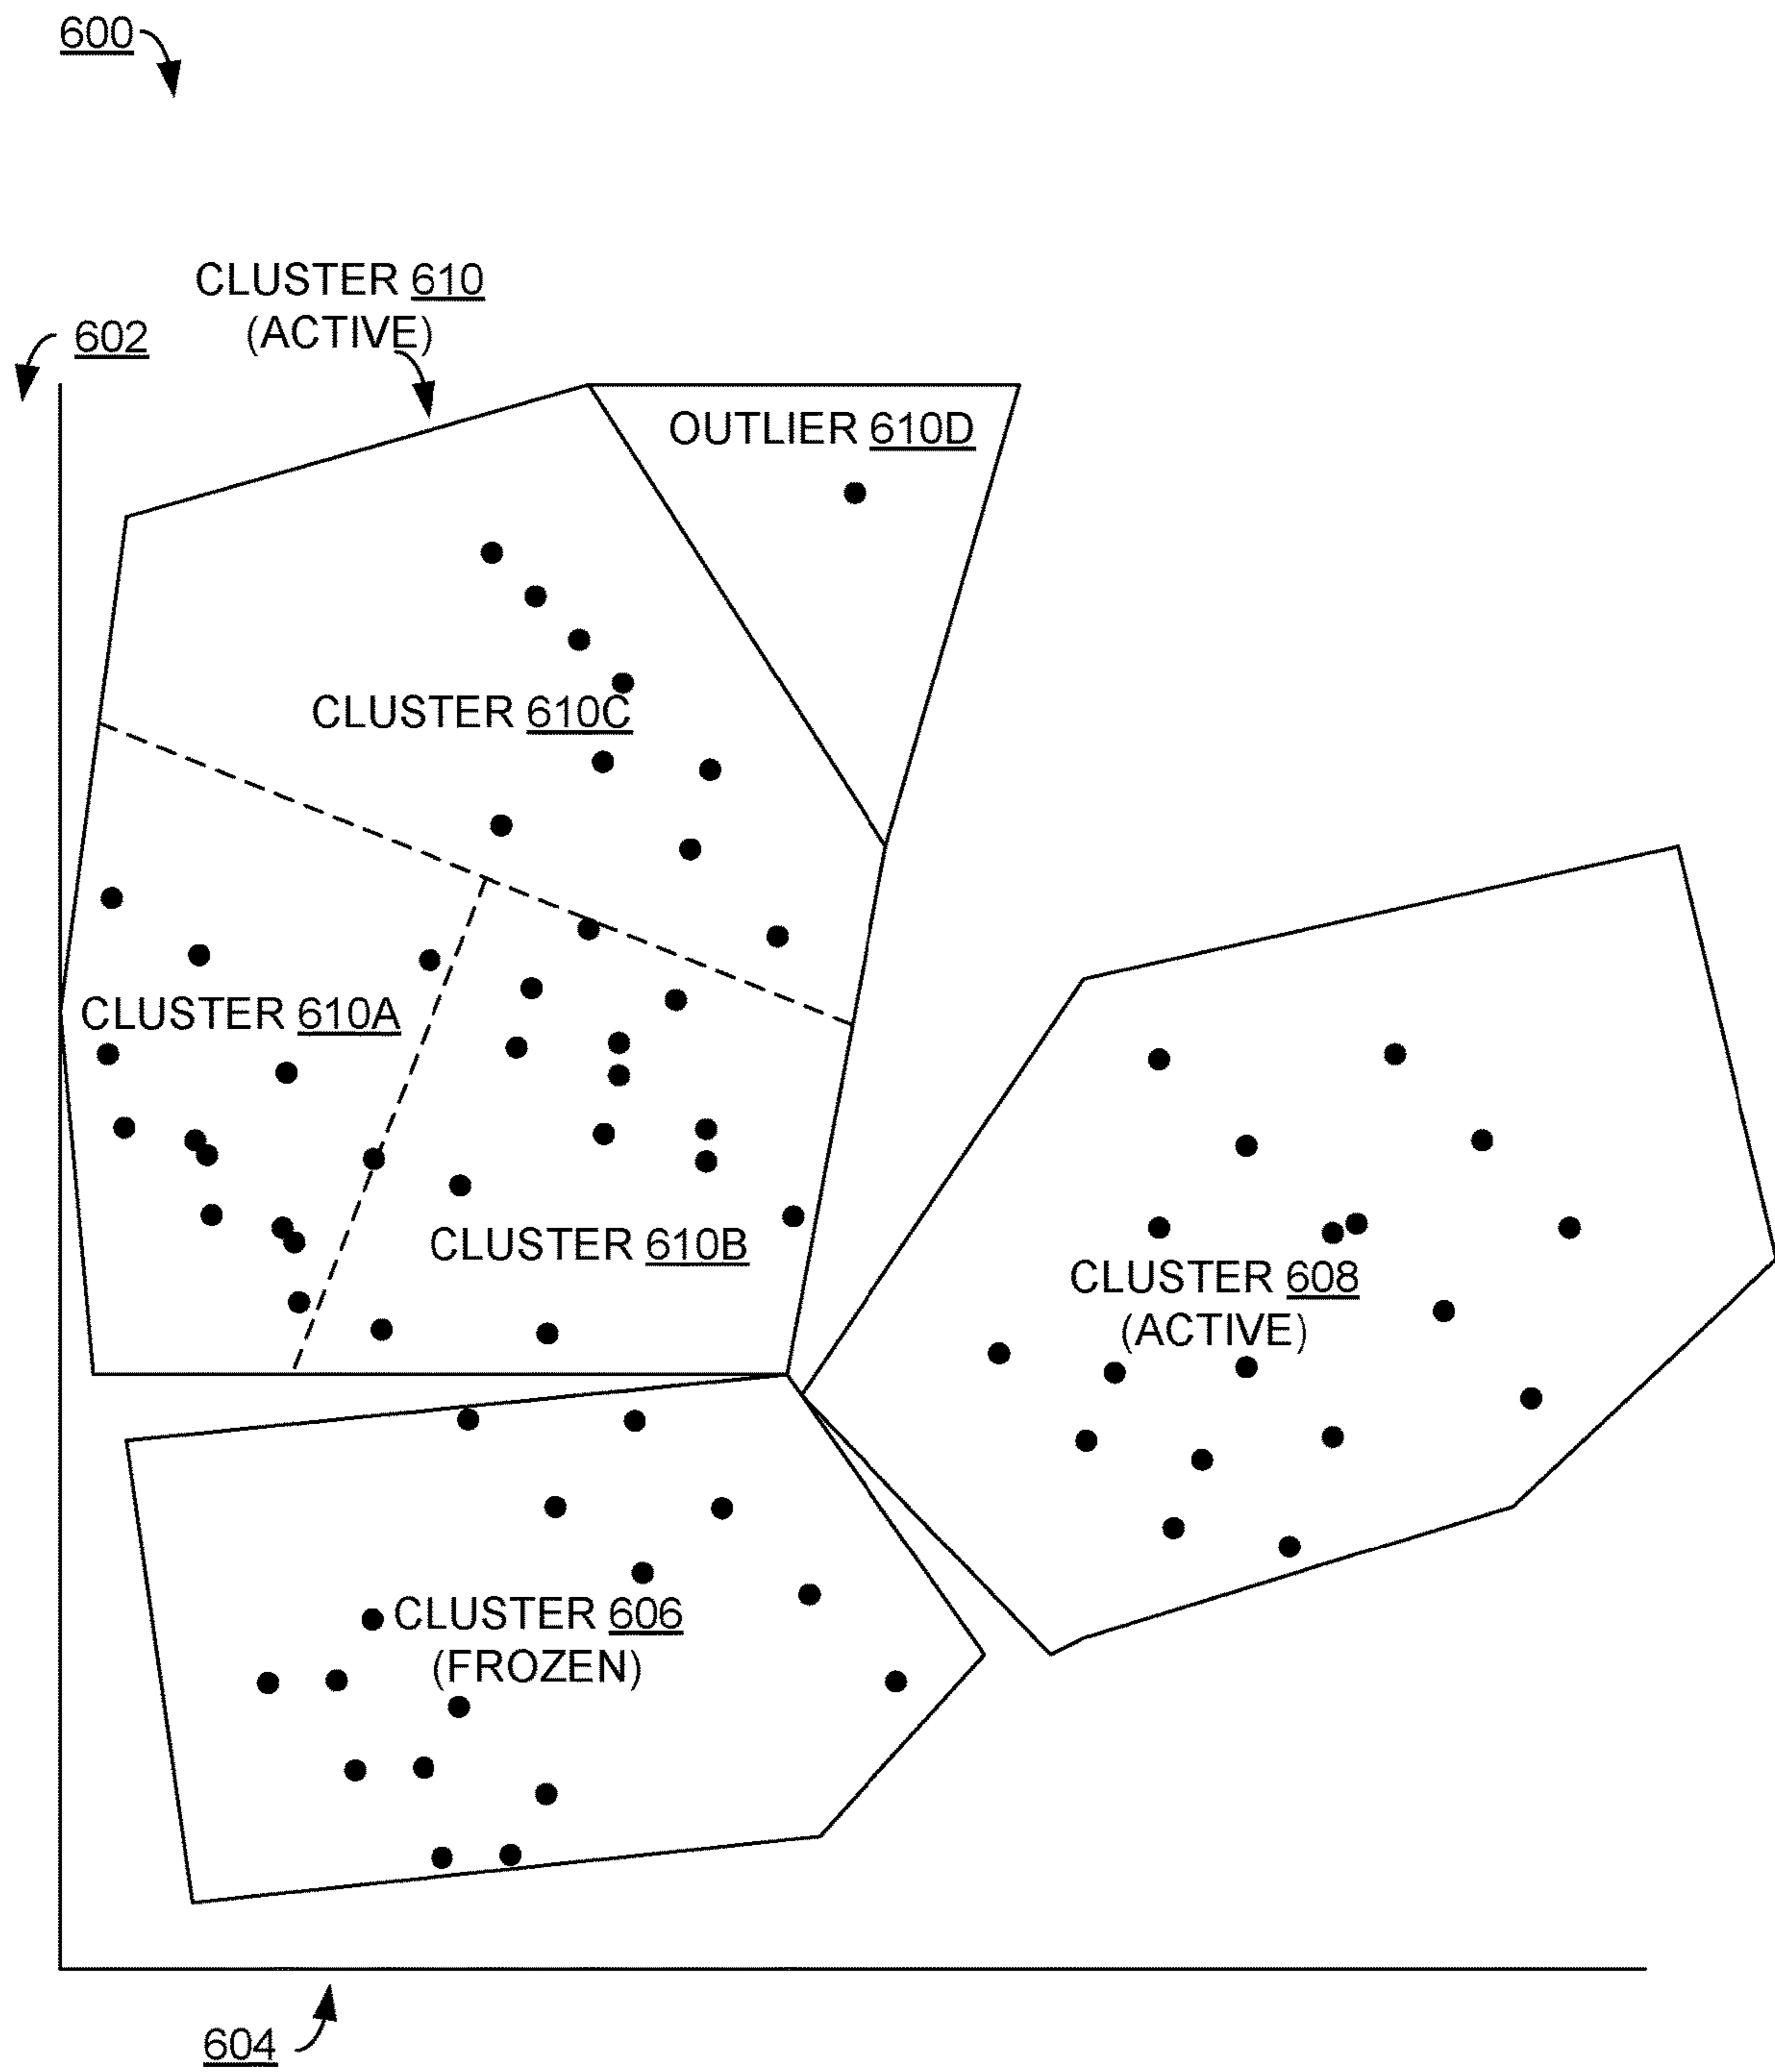 600
CLUSTER 610
(ACTIVE)
602
OUTLIER 610D
CLUSTER 610C
CLUSTER 610A
CLUSTER 610B
CLUSTER 608
(ACTIVE)
CLUSTER 606
(FROZEN)
604